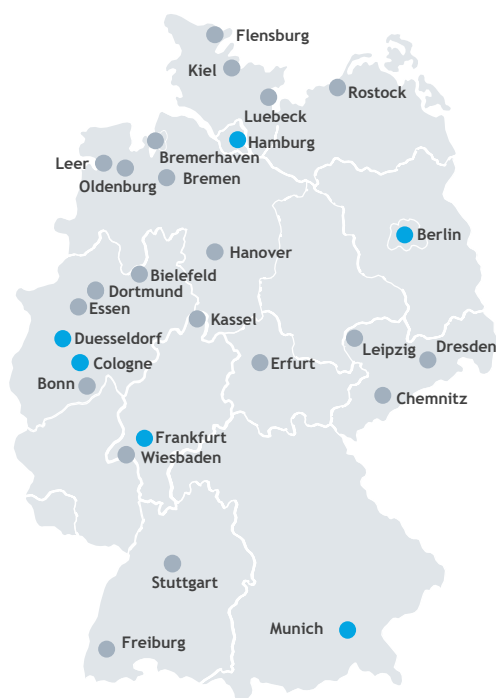 Flensburg
Kiel
Rostock
Luebeck
Hamburg
Bremerhaven
Leer
Oldenburg
Bremen
Berlin
Hanover
Bielefeld
Dortmund
Essen
Kassel
Duesseldorf
Leipzig
Dresden
Cologne
Erfurt
Bonn
Chemnitz
Frankfurt
Wiesbaden
Stuttgart
Munich
Freiburg